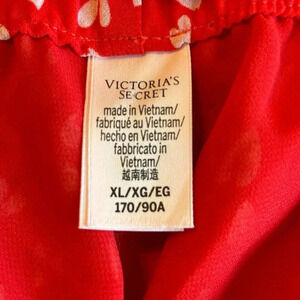 VICTORIA'S
SECRET
made in Vietnam/
fabriqué au Vietnam/
hecho en Vietnam/
fabbricato in
Vietnam/
越南制造
XL/XG/EG
170/90A